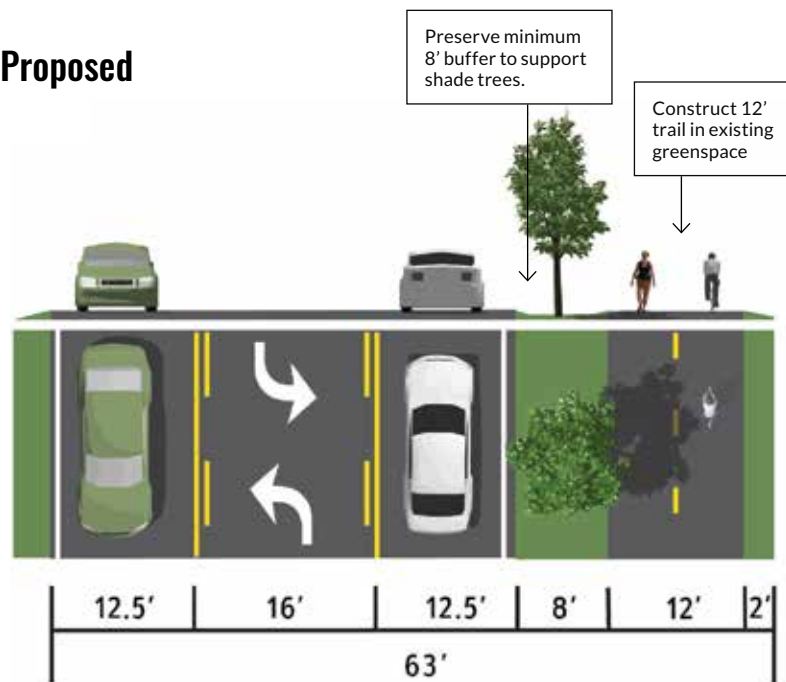 Proposed
Preserve minimum
8’ buffer to support
shade trees.
Construct 12’
trail in existing
greenspace
12.5’
16’
12.5’
8’
12’
2’
63’